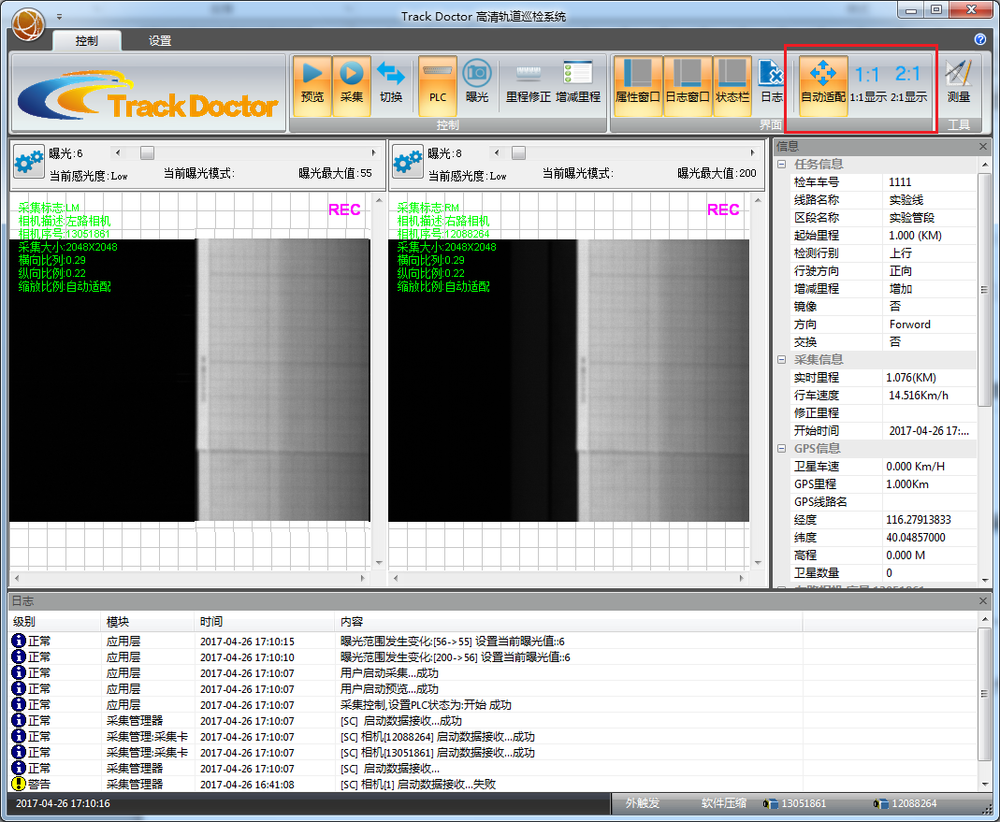 Track Doctor 高清轨道巡检系统
控制 设置
Track Doctor
预览 采集 切换 PLC 曝光 里程修正 增减里程 属性窗口 日志窗口 状态栏 日志 自动适配 1:1 1:1显示 2:1 2:1显示 测量
控制 界面 工具
曝光:6
当前感光度:Low 当前曝光模式: 曝光最大值:55
曝光:8
当前感光度:Low 当前曝光模式: 曝光最大值:200
采集标志:LM
REC
相机描述:左路相机
相机序号:13051861
采集大小:2048X2048
横向比列:0.29
纵向比例:0.22
缩放比例:自动适配
采集标志:RM
REC
相机描述:右路相机
相机序号:12088264
采集大小:2048X2048
横向比列:0.29
纵向比例:0.22
缩放比例:自动适配
信息
任务信息
检车车号 1111
线路名称 实验线
区段名称 实验管段
起始里程 1.000 (KM)
检测行别 上行
行驶方向 正向
增减里程 增加
镜像 否
方向 Forword
交换 否
采集信息
实时里程 1.076(KM)
行车速度 14.516Km/h
修正里程
开始时间 2017-04-26 17:...
GPS信息
卫星车速 0.000 Km/H
GPS里程 1.000Km
GPS线路名
经度 116.27913833
纬度 40.04857000
高程 0.000 M
卫星数量 0
日志
级别 模块 时间 内容
正常 应用层 2017-04-26 17:10:15 曝光范围发生变化:[56->55] 设置当前曝光值::6
正常 应用层 2017-04-26 17:10:10 曝光范围发生变化:[200->56] 设置当前曝光值::6
正常 应用层 2017-04-26 17:10:07 用户启动采集...成功
正常 应用层 2017-04-26 17:10:07 用户启动预览...成功
正常 应用层 2017-04-26 17:10:07 采集控制,设置PLC状态为:开始 成功
正常 采集管理器 2017-04-26 17:10:07 [SC] 启动数据接收...成功
正常 采集管理:采集卡 2017-04-26 17:10:07 [SC] 相机[12088264] 启动数据接收...成功
正常 采集管理:采集卡 2017-04-26 17:10:07 [SC] 相机[13051861] 启动数据接收...成功
正常 采集管理器 2017-04-26 17:10:07 [SC] 启动数据接收...
警告 采集管理器 2017-04-26 16:41:08 [SC] 相机[1] 启动数据接收...失败
2017-04-26 17:10:16 外触发 软件压缩 13051861 12088264